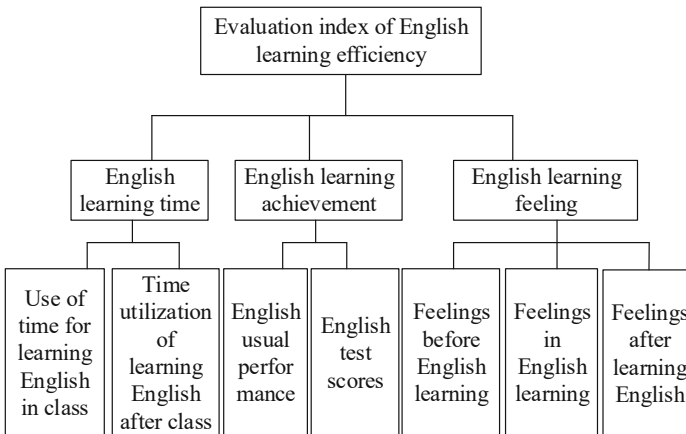 Evaluation index of English
learning efficiency
English
learning time
English learning
achievement
English learning
feeling
Use of
time for
learning
English
in class
Time
utilization
of
learning
English
after class
English
usual
perfor
mance
English
test
scores
Feelings
before
English
learning
Feelings
in
English
learning
Feelings
after
learning
English